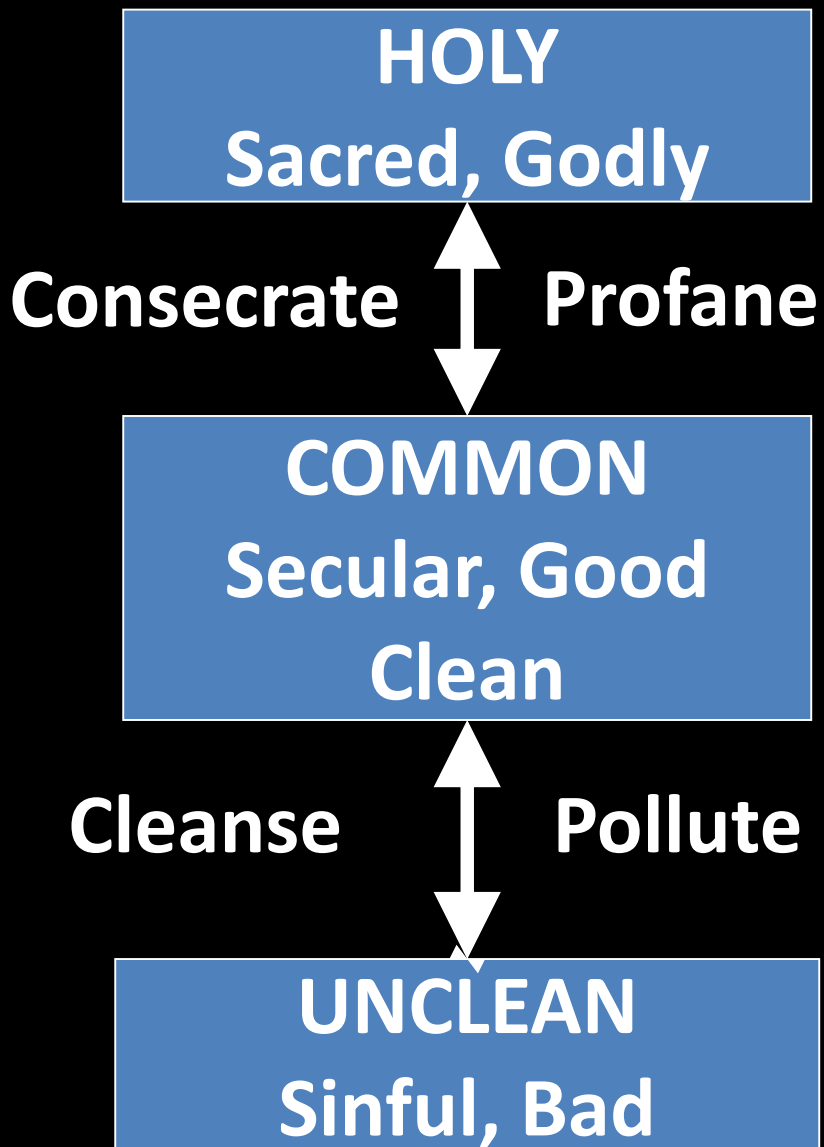 HOLY
Sacred, Godly
Consecrate Profane
COMMON
Secular, Good
Clean
Cleanse Pollute
UNCLEAN
Sinful, Bad